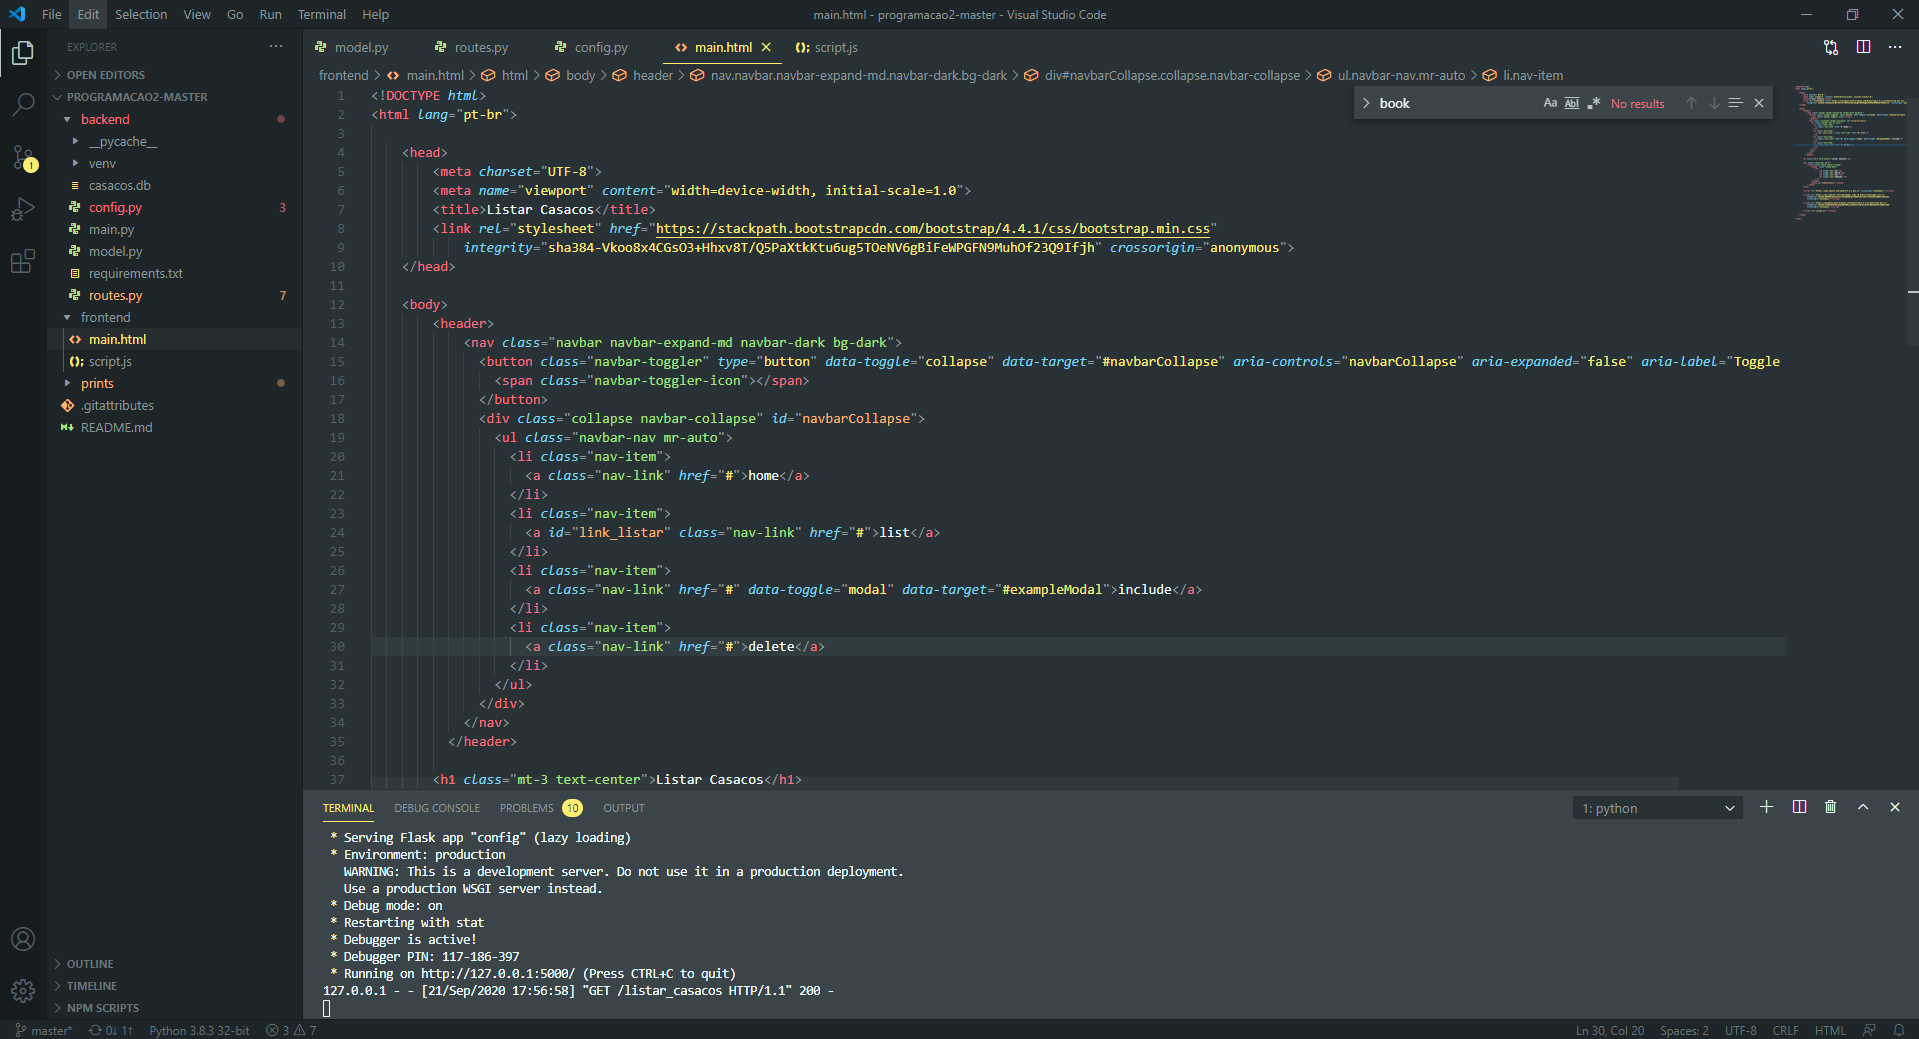 File Edit Selection View Go Run Terminal Help
main.html - programacao2-master - Visual Studio Code
EXPLORER
OPEN EDITORS
PROGRAMACAO2-MASTER
backend
__pycache__
venv
casacos.db
config.py 3
main.py
model.py
requirements.txt
routes.py 7
frontend
main.html
script.js
prints
.gitattributes
README.md
OUTLINE
TIMELINE
NPM SCRIPTS
1
model.py routes.py config.py main.html script.js
frontend > main.html > html > body > header > nav.navbar.navbar-expand-md.navbar-dark.bg-dark > div#navbarCollapse.collapse.navbar-collapse > ul.navbar-nav.mr-auto > li.nav-item
book Aa Abl .* No results
1 <!DOCTYPE html>
2 <html lang="pt-br">
3
4 <head>
5 <meta charset="UTF-8">
6 <meta name="viewport" content="width=device-width, initial-scale=1.0">
7 <title>Listar Casacos</title>
8 <link rel="stylesheet" href="https://stackpath.bootstrapcdn.com/bootstrap/4.4.1/css/bootstrap.min.css"
9 integrity="sha384-Vkoo8x4CGsO3+Hhxv8T/Q5PaXtkKtu6ug5TOeNV6gBiFeWPGFN9MuhOf23Q9Ifjh" crossorigin="anonymous">
10 </head>
11
12 <body>
13 <header>
14 <nav class="navbar navbar-expand-md navbar-dark bg-dark">
15 <button class="navbar-toggler" type="button" data-toggle="collapse" data-target="#navbarCollapse" aria-controls="navbarCollapse" aria-expanded="false" aria-label="Toggle
16 <span class="navbar-toggler-icon"></span>
17 </button>
18 <div class="collapse navbar-collapse" id="navbarCollapse">
19 <ul class="navbar-nav mr-auto">
20 <li class="nav-item">
21 <a class="nav-link" href="#">home</a>
22 </li>
23 <li class="nav-item">
24 <a id="link_listar" class="nav-link" href="#">list</a>
25 </li>
26 <li class="nav-item">
27 <a class="nav-link" href="#" data-toggle="modal" data-target="#exampleModal">include</a>
28 </li>
29 <li class="nav-item">
30 <a class="nav-link" href="#">delete</a>
31 </li>
32 </ul>
33 </div>
34 </nav>
35 </header>
36
37 <h1 class="mt-3 text-center">Listar Casacos</h1>
TERMINAL DEBUG CONSOLE PROBLEMS 10 OUTPUT
1: python
* Serving Flask app "config" (lazy loading)
* Environment: production
WARNING: This is a development server. Do not use it in a production deployment.
Use a production WSGI server instead.
* Debug mode: on
* Restarting with stat
* Debugger is active!
* Debugger PIN: 117-186-397
* Running on http://127.0.0.1:5000/ (Press CTRL+C to quit)
127.0.0.1 - - [21/Sep/2020 17:56:58] "GET /listar_casacos HTTP/1.1" 200 -
master* 0↓ 1↑ Python 3.8.3 32-bit 3 7
Ln 30, Col 20 Spaces: 2 UTF-8 CRLF HTML